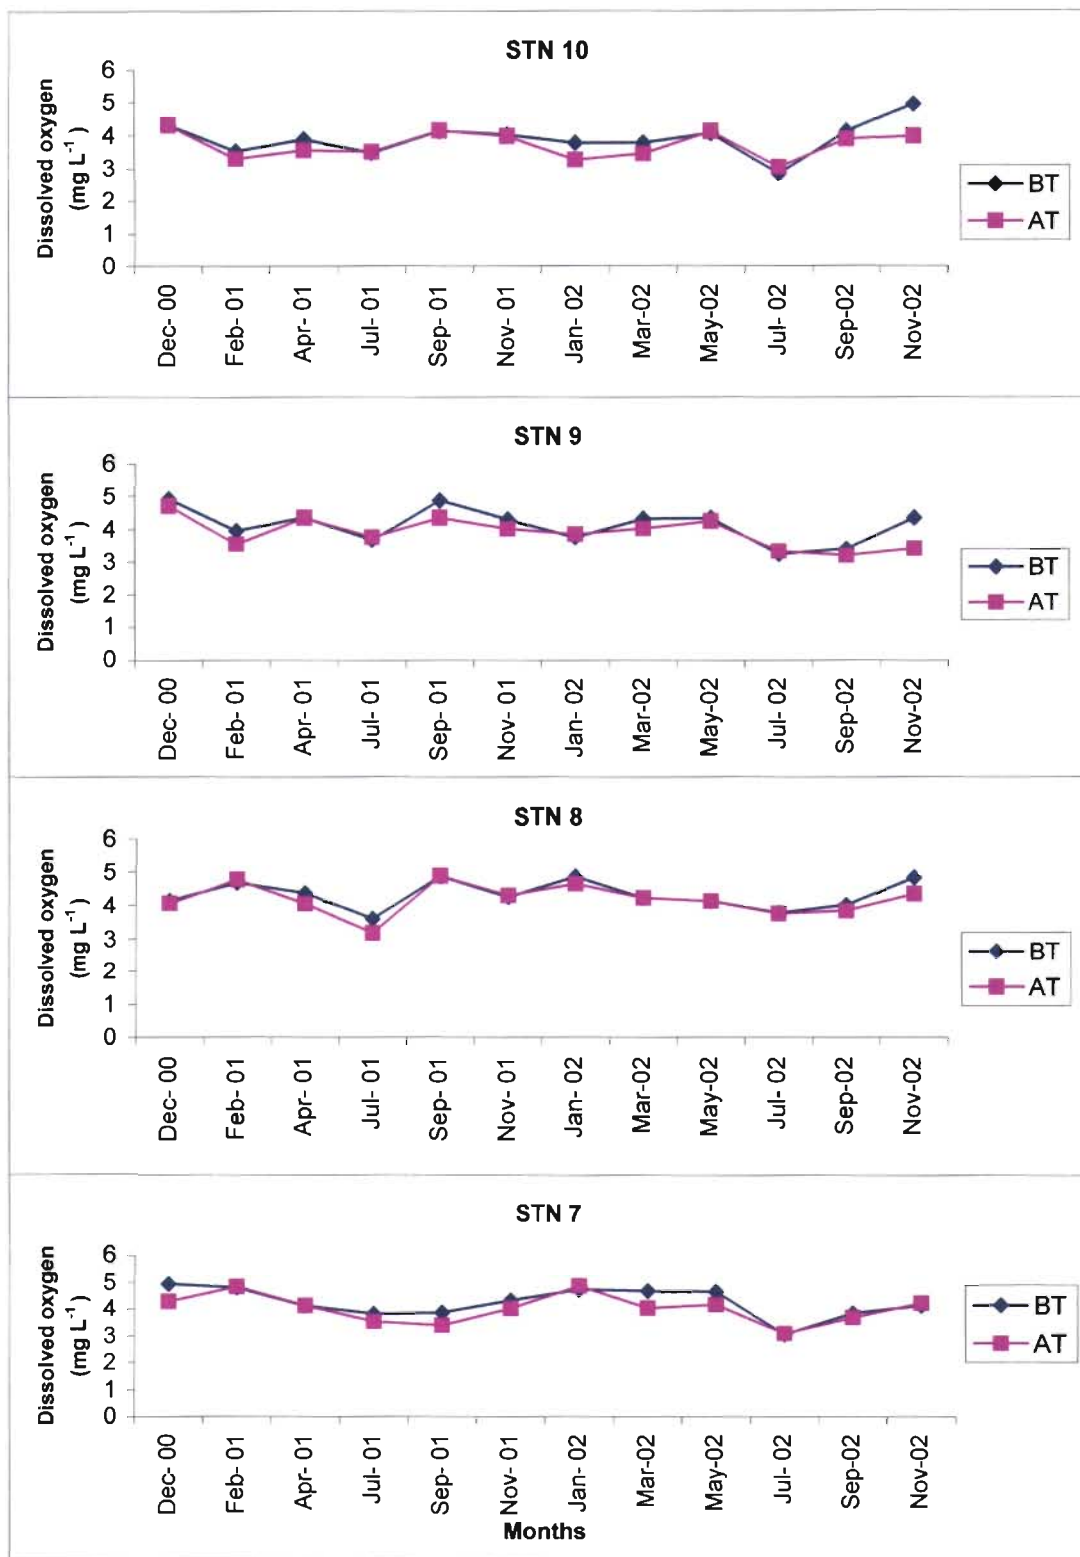 STN 10
Dissolved oxygen
(mg L⁻¹)
6
5
4
3
2
1
0
Dec- 00
Feb- 01
Apr- 01
Jul- 01
Sep- 01
Nov- 01
Jan- 02
Mar-02
May-02
Jul- 02
Sep-02
Nov-02
BT
AT
STN 9
Dissolved oxygen
(mg L⁻¹)
6
5
4
3
2
1
0
Dec- 00
Feb- 01
Apr- 01
Jul- 01
Sep- 01
Nov- 01
Jan- 02
Mar-02
May-02
Jul- 02
Sep-02
Nov-02
BT
AT
STN 8
Dissolved oxygen
(mg L⁻¹)
6
5
4
3
2
1
0
Dec- 00
Feb- 01
Apr- 01
Jul- 01
Sep- 01
Nov- 01
Jan- 02
Mar-02
May-02
Jul- 02
Sep-02
Nov-02
BT
AT
STN 7
Dissolved oxygen
(mg L⁻¹)
6
5
4
3
2
1
0
Dec- 00
Feb- 01
Apr- 01
Jul- 01
Sep- 01
Nov- 01
Jan- 02
Mar-02
May-02
Jul- 02
Sep-02
Nov-02
BT
AT
Months